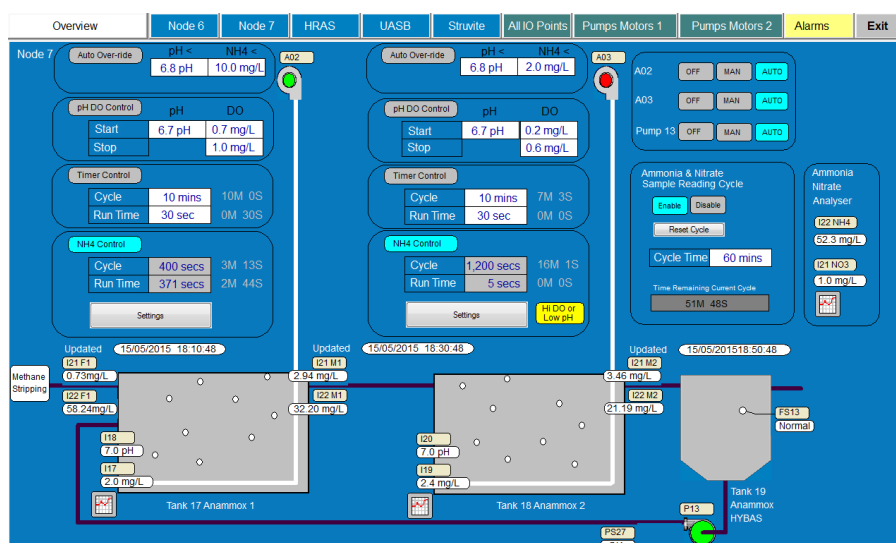 Overview Node 6 Node 7 HRAS UASB Struvite All IO Points Pumps Motors 1 Pumps Motors 2 Alarms Exit
Node 7
Auto Over-ride pH < NH4 <
6.8 pH 10.0 mg/L
A02
pH DO Control pH DO
Start 6.7 pH 0.7 mg/L
Stop 1.0 mg/L
Timer Control
Cycle 10 mins 10M 0S
Run Time 30 sec 0M 30S
NH4 Control
Cycle 400 secs 3M 13S
Run Time 371 secs 2M 44S
Settings
Auto Over-ride pH < NH4 <
6.8 pH 2.0 mg/L
A03
pH DO Control pH DO
Start 6.7 pH 0.2 mg/L
Stop 0.6 mg/L
Timer Control
Cycle 10 mins 7M 3S
Run Time 30 sec 0M 0S
NH4 Control
Cycle 1,200 secs 16M 1S
Run Time 5 secs 0M 0S
Settings
Hi DO or
Low pH
A02 OFF MAN AUTO
A03 OFF MAN AUTO
Pump 13 OFF MAN AUTO
Ammonia & Nitrate
Sample Reading Cycle
Enable Disable
Reset Cycle
Cycle Time 60 mins
Time Remaining Current Cycle
51M 48S
Ammonia
Nitrate
Analyser
I22 NH4
52.3 mg/L
I21 NO3
1.0 mg/L
Updated 15/05/2015 18:10:48
Updated 15/05/2015 18:30:48
Updated 15/05/201518:50:48
Methane
Stripping
I21 F1
0.73mg/L
I22 F1
58.24mg/L
I18
7.0 pH
I17
2.0 mg/L
Tank 17 Anammox 1
I21 M1
2.94 mg/L
I22 M1
32.20 mg/L
I20
7.0 pH
I19
2.4 mg/L
Tank 18 Anammox 2
I21 M2
3.46 mg/L
I22 M2
21.19 mg/L
FS13
Normal
Tank 19
Anammox
HYBAS
P13
PS27